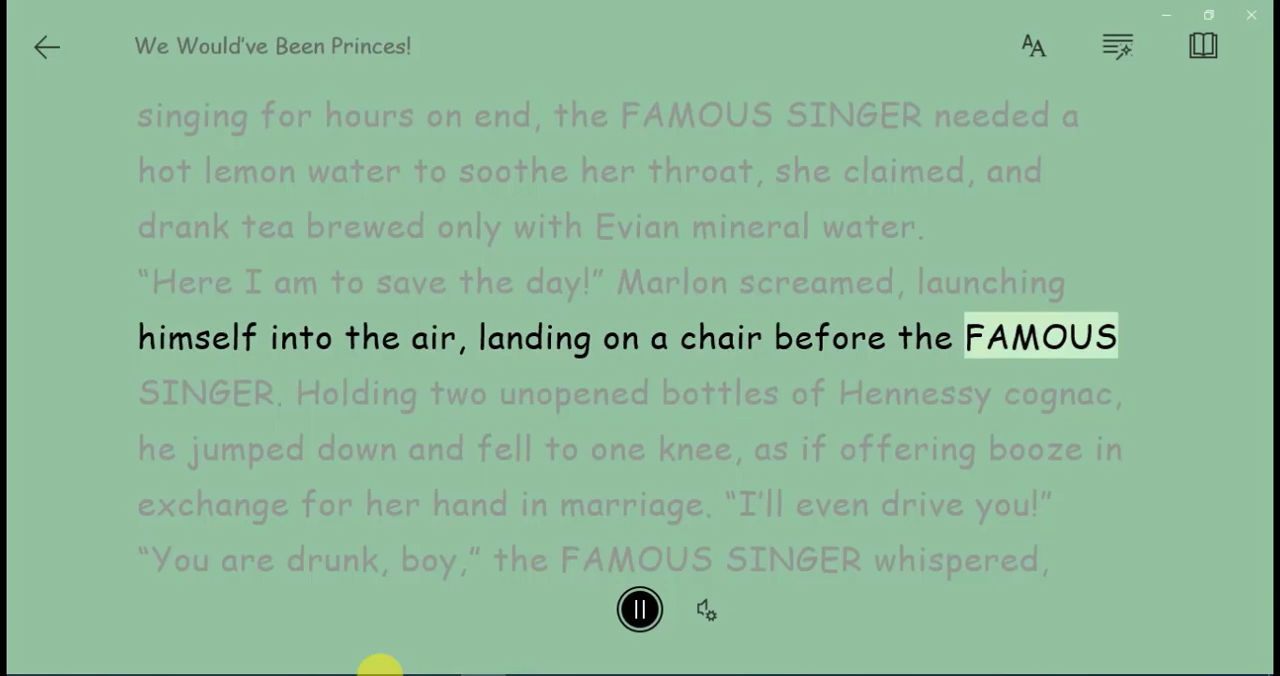 We Would've Been Princes!
AA
singing for hours on end, the FAMOUS SINGER needed a
hot lemon water to soothe her throat, she claimed, and
drank tea brewed only with Evian mineral water.
“Here I am to save the day!” Marlon screamed, launching
himself into the air, landing on a chair before the FAMOUS
SINGER. Holding two unopened bottles of Hennessy cognac,
he jumped down and fell to one knee, as if offering booze in
exchange for her hand in marriage. “I’ll even drive you!”
“You are drunk, boy,” the FAMOUS SINGER whispered,